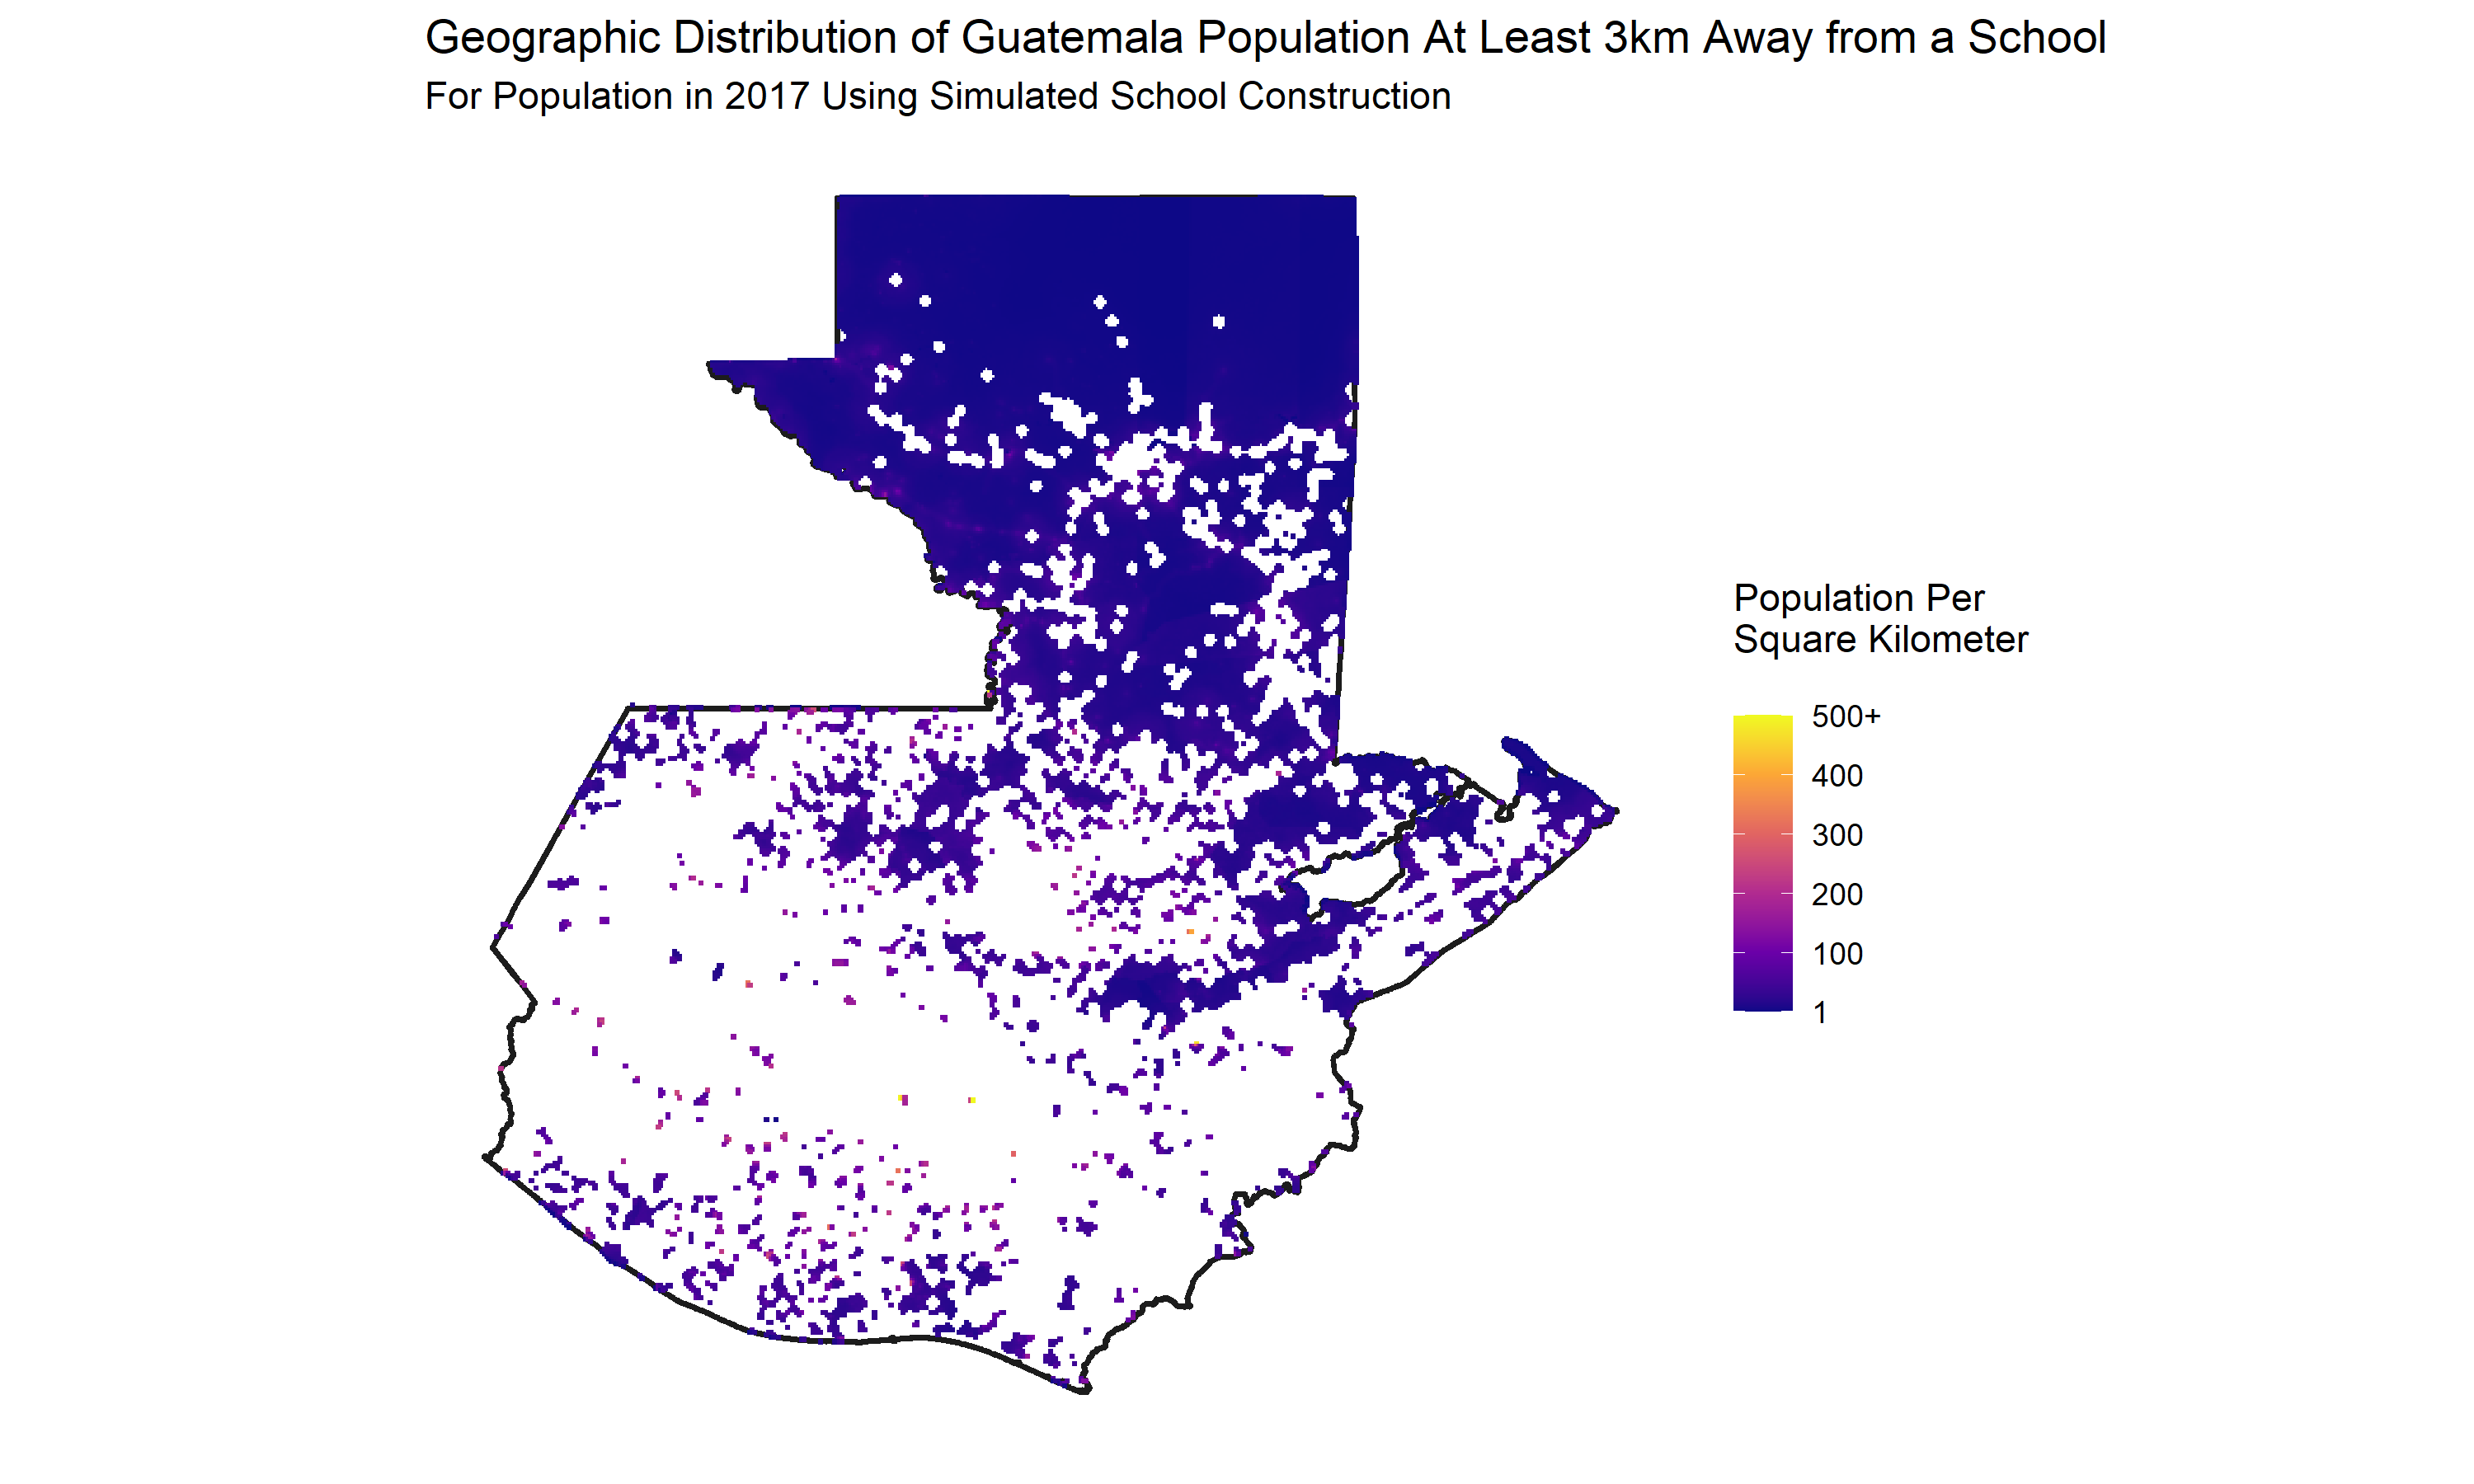 Geographic Distribution of Guatemala Population At Least 3km Away from a School
For Population in 2017 Using Simulated School Construction
Population Per
Square Kilometer
500+
400
300
200
100
1